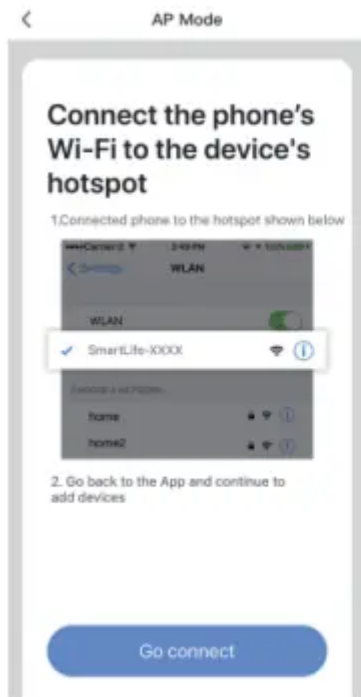 AP Mode
Connect the phone's
Wi-Fi to the device's
hotspot
1.Connected phone to the hotspot shown below
WLAN
WLAN
SmartLife-XXXX
home
home2
2. Go back to the App and continue to
add devices
Go connect